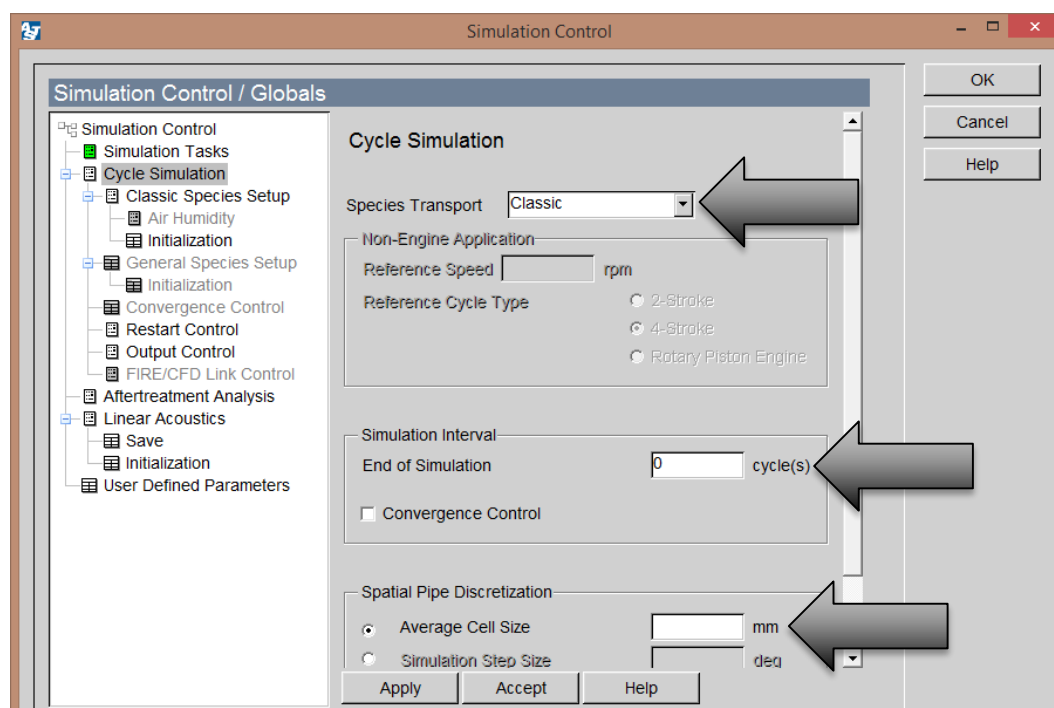 Simulation Control
OK
Cancel
Help
Simulation Control / Globals
Simulation Control
Simulation Tasks
Cycle Simulation
Classic Species Setup
Air Humidity
Initialization
General Species Setup
Initialization
Convergence Control
Restart Control
Output Control
FIRE/CFD Link Control
Aftertreatment Analysis
Linear Acoustics
Save
Initialization
User Defined Parameters
Cycle Simulation
Species Transport Classic
Non-Engine Application
Reference Speed rpm
Reference Cycle Type 2-Stroke
4-Stroke
Rotary Piston Engine
Simulation Interval
End of Simulation 0 cycle(s)
Convergence Control
Spatial Pipe Discretization
Average Cell Size mm
Simulation Step Size deg
Apply Accept Help